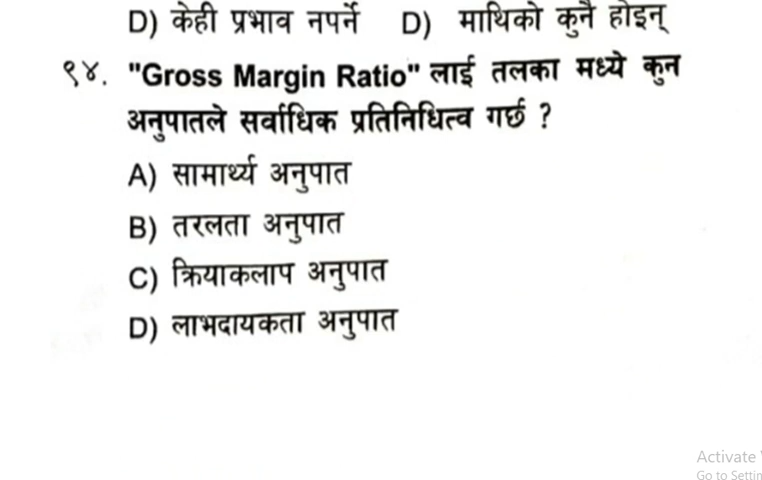 D) केही प्रभाव नपर्ने D) माथिको कुनै होइन्
९४. "Gross Margin Ratio" लाई तलका मध्ये कुन
अनुपातले सर्वाधिक प्रतिनिधित्व गर्छ ?
A) सामार्थ्य अनुपात
B) तरलता अनुपात
C) क्रियाकलाप अनुपात
D) लाभदायकता अनुपात
Activate
Go to Settin